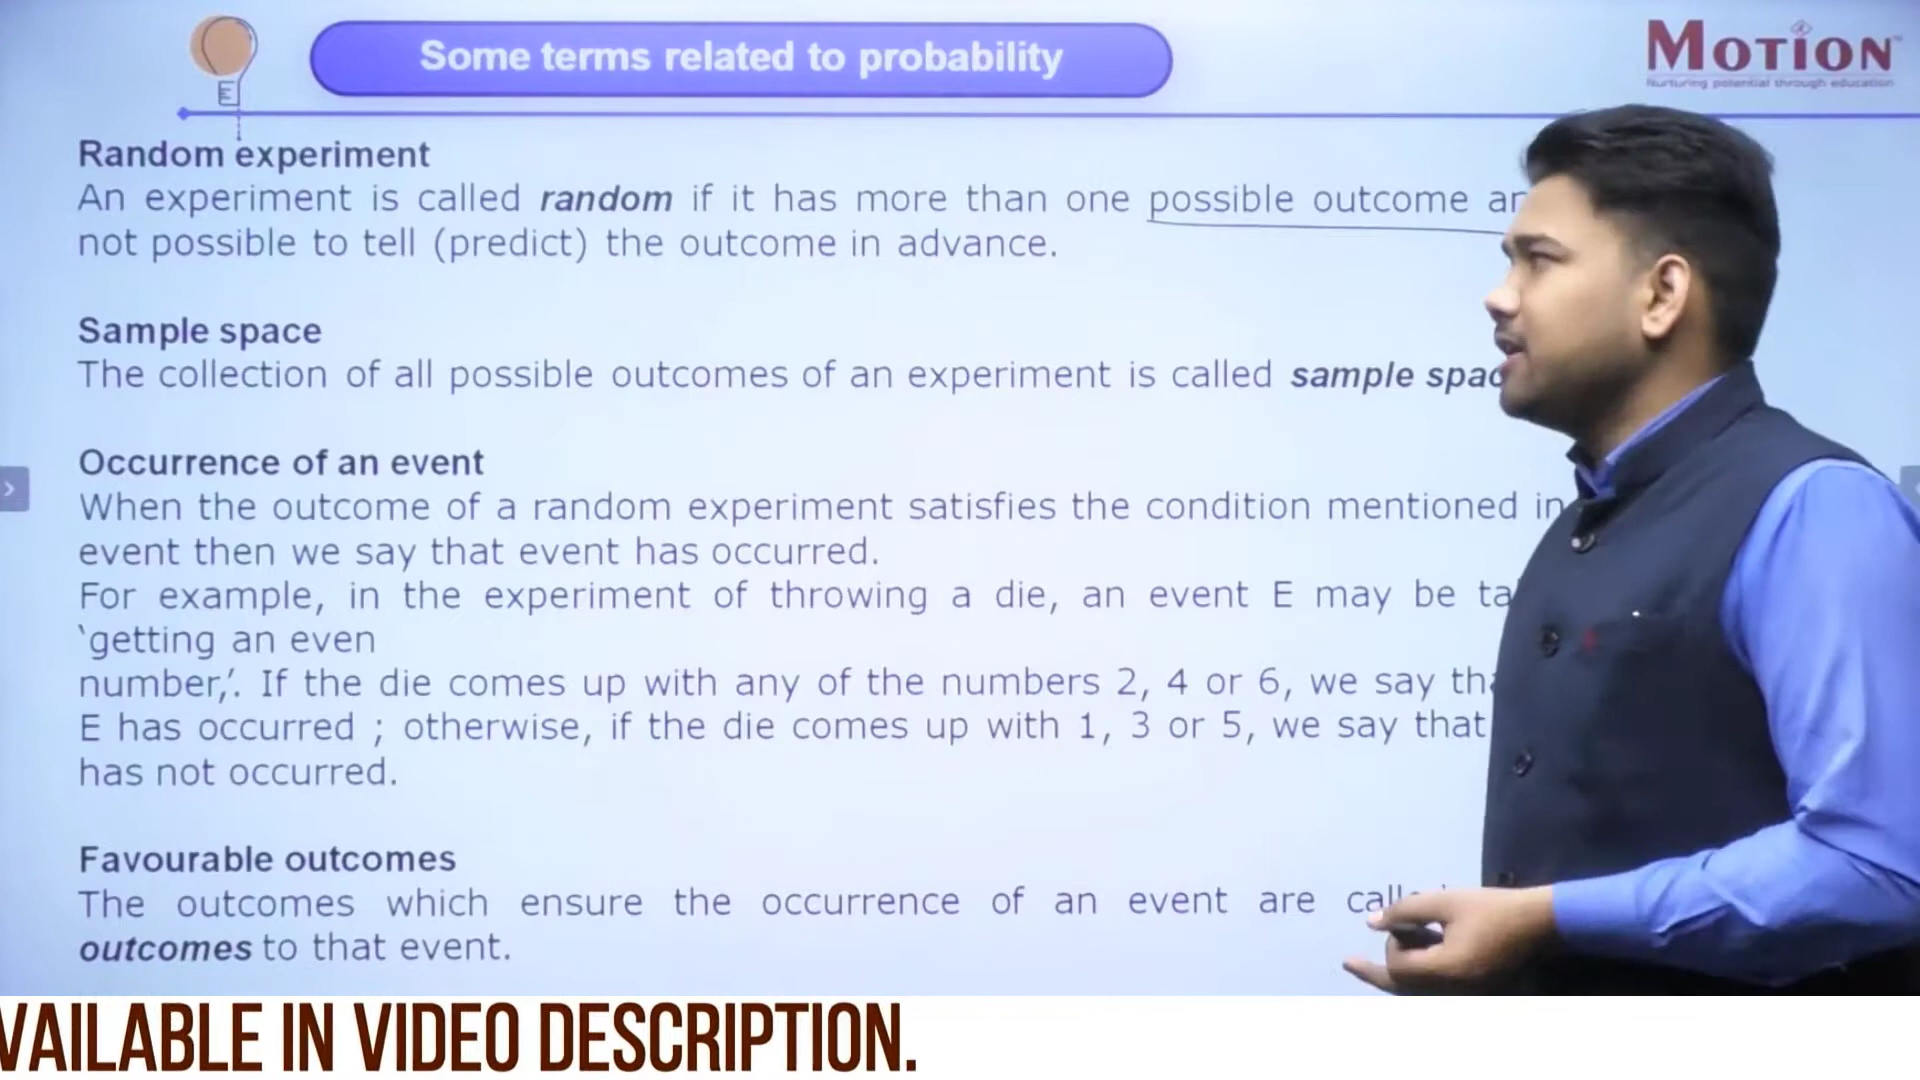 Some terms related to probability
MOTION
Nurturing potential through education
Random experiment
An experiment is called random if it has more than one possible outcome
not possible to tell (predict) the outcome in advance.
Sample space
The collection of all possible outcomes of an experiment is called sample
Occurrence of an event
When the outcome of a random experiment satisfies the condition mentioned in
event then we say that event has occurred.
For example, in the experiment of throwing a die, an event E may be
‘getting an even
number,’. If the die comes up with any of the numbers 2, 4 or 6, we say
E has occurred ; otherwise, if the die comes up with 1, 3 or 5, we say that
has not occurred.
Favourable outcomes
The outcomes which ensure the occurrence of an event are
outcomes to that event.
VAILABLE IN VIDEO DESCRIPTION.